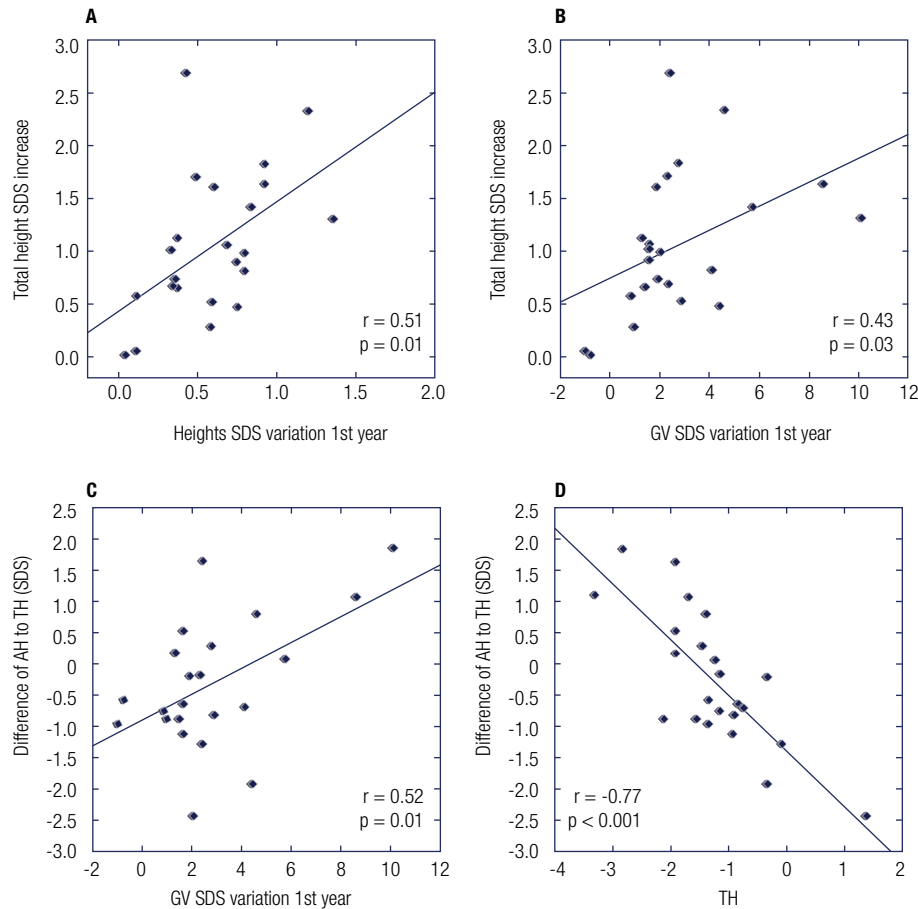 A
3.0
2.5
2.0
1.5
1.0
0.5
0.0
Total height SDS increase
r = 0.51
p = 0.01
0.0 0.5 1.0 1.5 2.0
Heights SDS variation 1st year
B
3.0
2.5
2.0
1.5
1.0
0.5
0.0
Total height SDS increase
r = 0.43
p = 0.03
-2 0 2 4 6 8 10 12
GV SDS variation 1st year
C
2.5
2.0
1.5
1.0
0.5
0
-0.5
-1.0
-1.5
-2.0
-2.5
-3.0
Difference of AH to TH (SDS)
r = 0.52
p = 0.01
-2 0 2 4 6 8 10 12
GV SDS variation 1st year
D
2.5
2.0
1.5
1.0
0.5
0
-0.5
-1.0
-1.5
-2.0
-2.5
-3.0
Difference of AH to TH (SDS)
r = -0.77
p < 0.001
-4 -3 -2 -1 0 1 2
TH